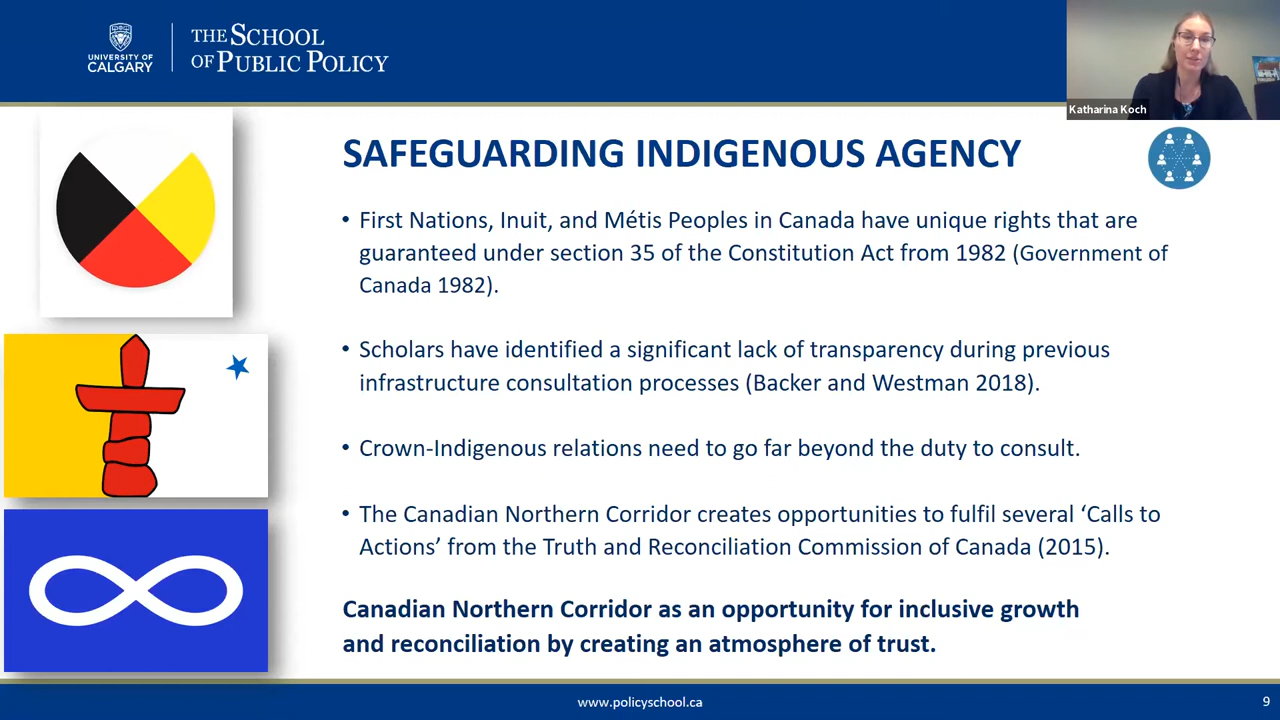 UNIVERSITY OF
CALGARY
THE SCHOOL
OF PUBLIC POLICY
Katharina Koch
SAFEGUARDING INDIGENOUS AGENCY
• First Nations, Inuit, and Métis Peoples in Canada have unique rights that are
guaranteed under section 35 of the Constitution Act from 1982 (Government of
Canada 1982).
• Scholars have identified a significant lack of transparency during previous
infrastructure consultation processes (Backer and Westman 2018).
• Crown-Indigenous relations need to go far beyond the duty to consult.
• The Canadian Northern Corridor creates opportunities to fulfil several ‘Calls to
Actions’ from the Truth and Reconciliation Commission of Canada (2015).
Canadian Northern Corridor as an opportunity for inclusive growth
and reconciliation by creating an atmosphere of trust.
www.policyschool.ca
9